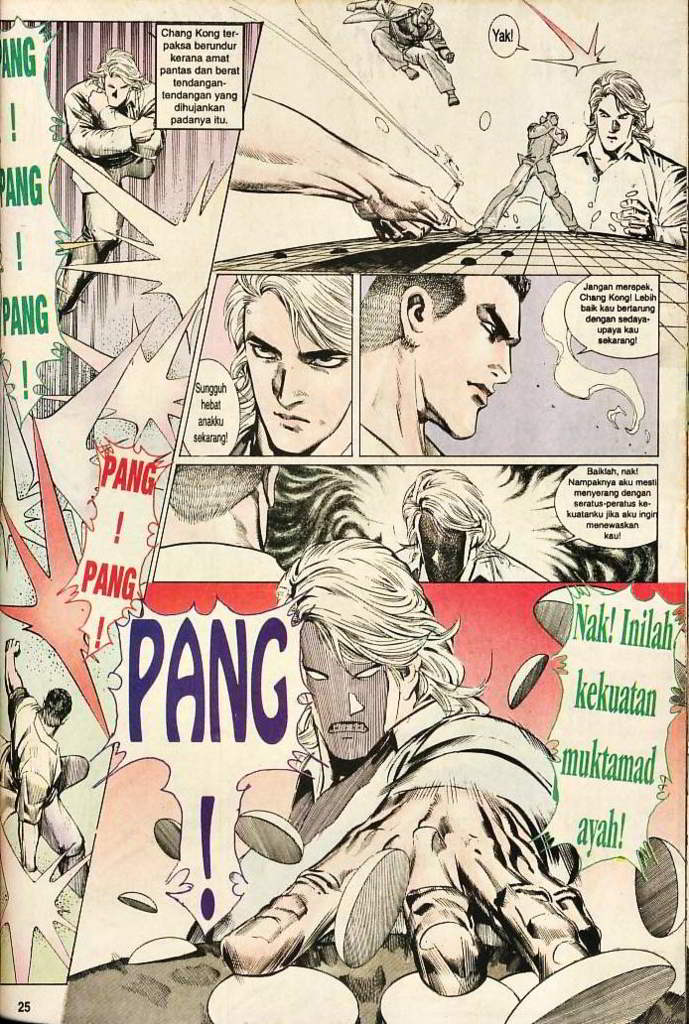 PANG
!
PANG
!
PANG
!
Chang Kong ter-
paksa berundur
kerana amat
pantas dan berat
tendangan-
tendangan yang
dihujankan
padanya itu.
Yak!
Sungguh
hebat
anakku
sekarang!
Jangan merepek,
Chang Kong! Lebih
baik kau bertarung
dengan sedaya-
upaya kau
sekarang!
PANG
!
PANG
!
Baiklah, nak!
Nampaknya aku mesti
menyerang dengan
seratus-peratus ke-
kuatanku jika aku ingin
menewaskan
kau!
PANG
!
Nak! Inilah
kekuatan
muktamad
ayah!
25